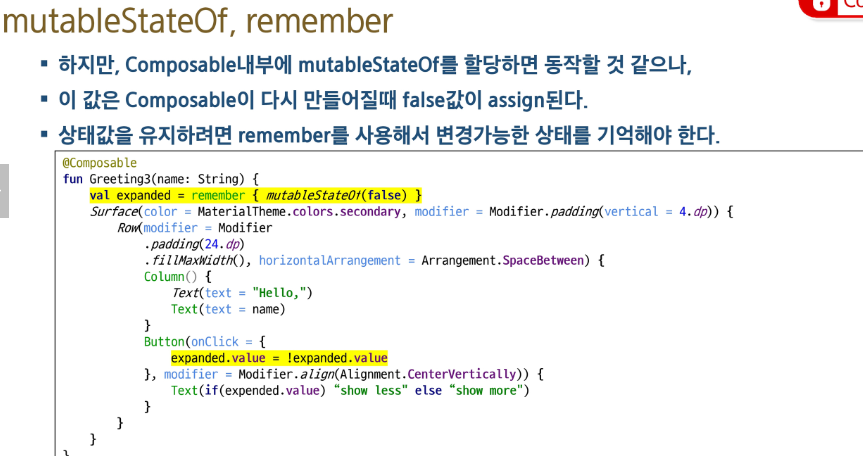 mutableStateOf, remember
▪ 하지만, Composable내부에 mutableStateOf를 할당하면 동작할 것 같으나,
▪ 이 값은 Composable이 다시 만들어질때 false값이 assign된다.
▪ 상태값을 유지하려면 remember를 사용해서 변경가능한 상태를 기억해야 한다.
@Composable
fun Greeting3(name: String) {
    val expanded = remember { mutableStateOf(false) }
    Surface(color = MaterialTheme.colors.secondary, modifier = Modifier.padding(vertical = 4.dp)) {
        Row(modifier = Modifier
            .padding(24.dp)
            .fillMaxWidth(), horizontalArrangement = Arrangement.SpaceBetween) {
            Column() {
                Text(text = "Hello,")
                Text(text = name)
            }
            Button(onClick = {
                expanded.value = !expanded.value
            }, modifier = Modifier.align(Alignment.CenterVertically)) {
                Text(if(expended.value) “show less" else “show more")
            }
        }
    }
}